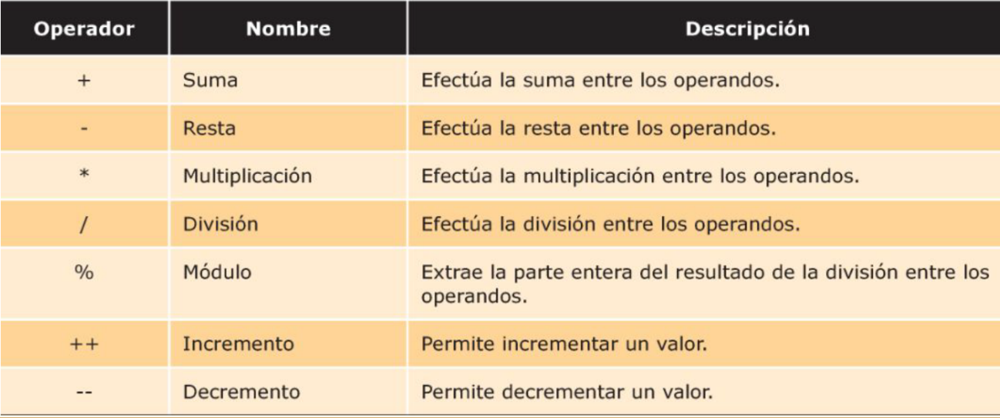 Operador Nombre Descripción
+ Suma Efectúa la suma entre los operandos.
- Resta Efectúa la resta entre los operandos.
* Multiplicación Efectúa la multiplicación entre los operandos.
/ División Efectúa la división entre los operandos.
% Módulo Extrae la parte entera del resultado de la división entre los
operandos.
++ Incremento Permite incrementar un valor.
-- Decremento Permite decrementar un valor.